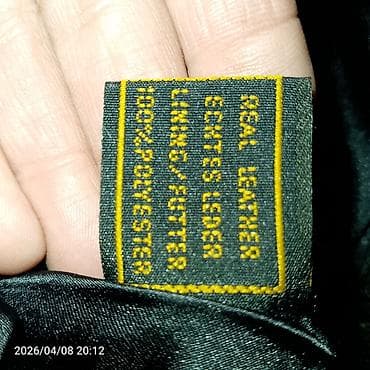 REAL LEATHER
ECHTES LEDER
LINING/FUTTER
100%POLYESTER
2026/04/08 20:12